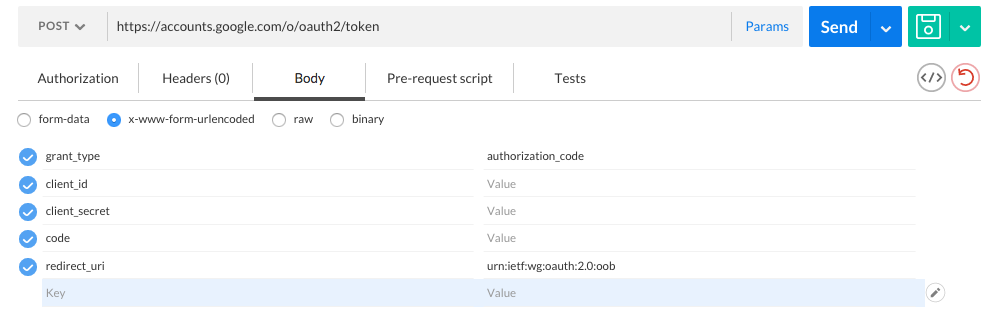 POST https://accounts.google.com/o/oauth2/token Params Send
Authorization Headers (0) Body Pre-request script Tests
form-data x-www-form-urlencoded raw binary
grant_type authorization_code
client_id Value
client_secret Value
code Value
redirect_uri urn:ietf:wg:oauth:2.0:oob
Key Value